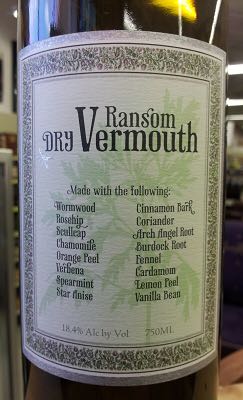 Ransom
DRY Vermouth
Made with the following:
Wormwood
Rosehip
Scullcap
Chamomile
Orange Peel
Verbena
Spearmint
Star Anise
Cinnamon Bark
Coriander
Arch Angel Root
Burdock Root
Fennel
Cardamom
Lemon Peel
Vanilla Bean
18.4% Alc by Vol 750ML